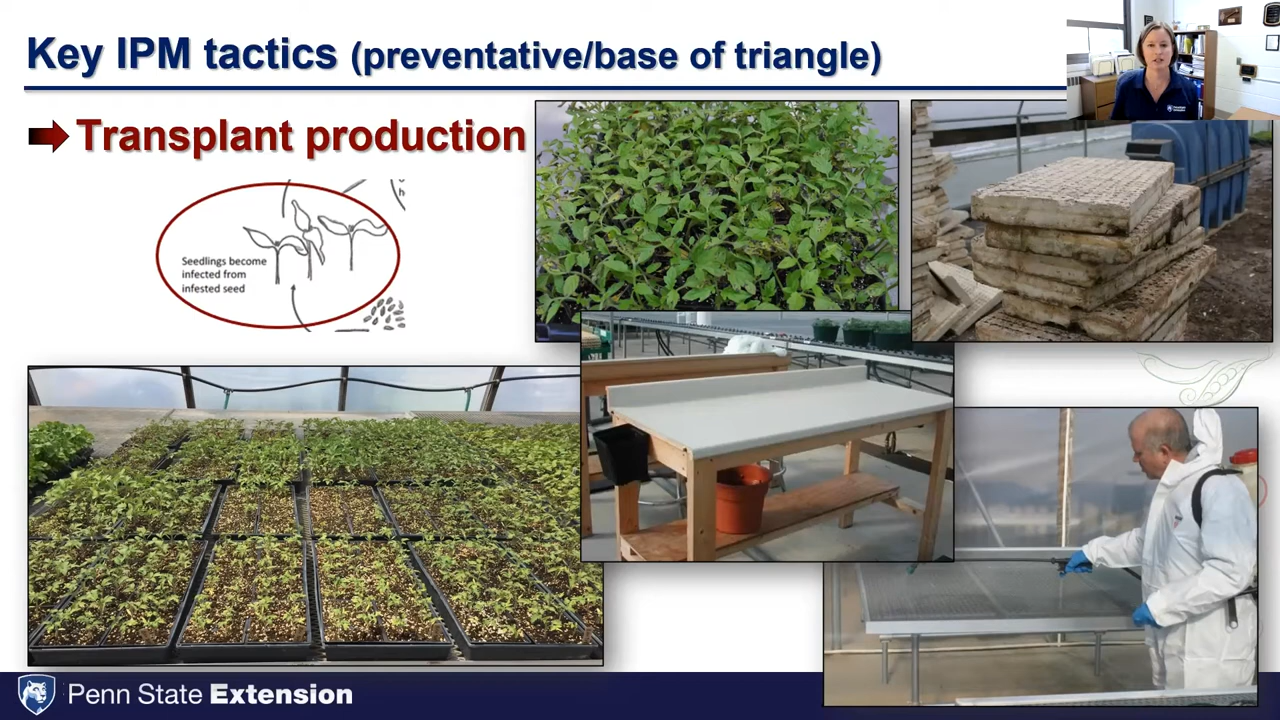 Key IPM tactics (preventative/base of triangle)
Transplant production
Seedlings become
infected from
infested seed
h
Penn State Extension